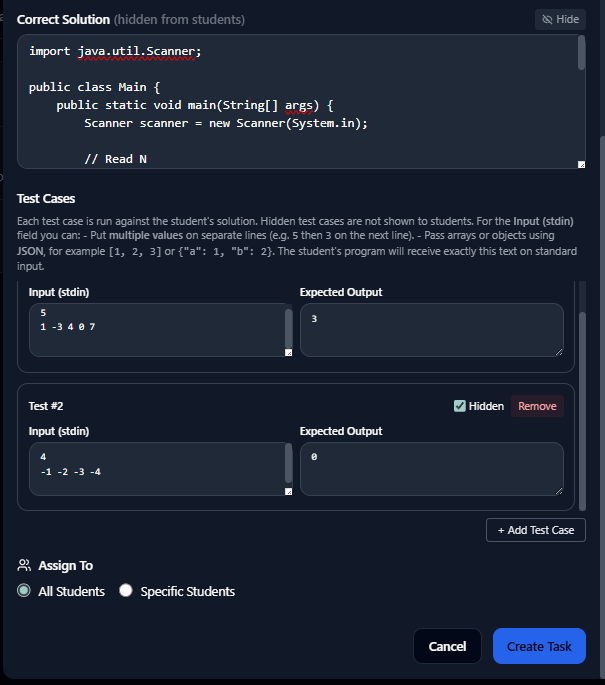 Correct Solution (hidden from students)
Hide
import java.util.Scanner;
public class Main {
public static void main(String[] args) {
Scanner scanner = new Scanner(System.in);
// Read N
Test Cases
Each test case is run against the student's solution. Hidden test cases are not shown to students. For the Input (stdin)
field you can: - Put multiple values on separate lines (e.g. 5 then 3 on the next line). - Pass arrays or objects using
JSON, for example [1, 2, 3] or {"a": 1, "b": 2}. The student's program will receive exactly this text on standard
input.
Input (stdin)
Expected Output
5
1 -3 4 0 7
3
Test #2
Hidden
Remove
Input (stdin)
Expected Output
4
-1 -2 -3 -4
0
+ Add Test Case
Assign To
All Students
Specific Students
Cancel
Create Task